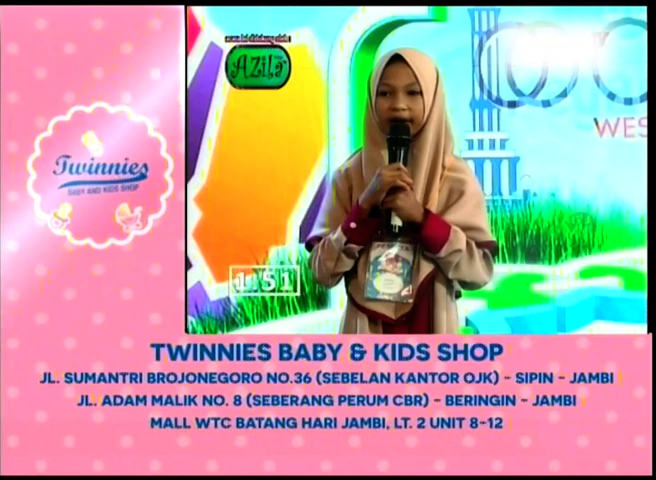 AZila
WES
1:51
Twinnies
BABY AND KIDS SHOP
TWINNIES BABY & KIDS SHOP
JL. SUMANTRI BROJONEGORO NO.36 (SEBELAN KANTOR OJK) - SIPIN - JAMBI
JL. ADAM MALIK NO. 8 (SEBERANG PERUM CBR) - BERINGIN - JAMBI
MALL WTC BATANG HARI JAMBI, LT. 2 UNIT 8-12